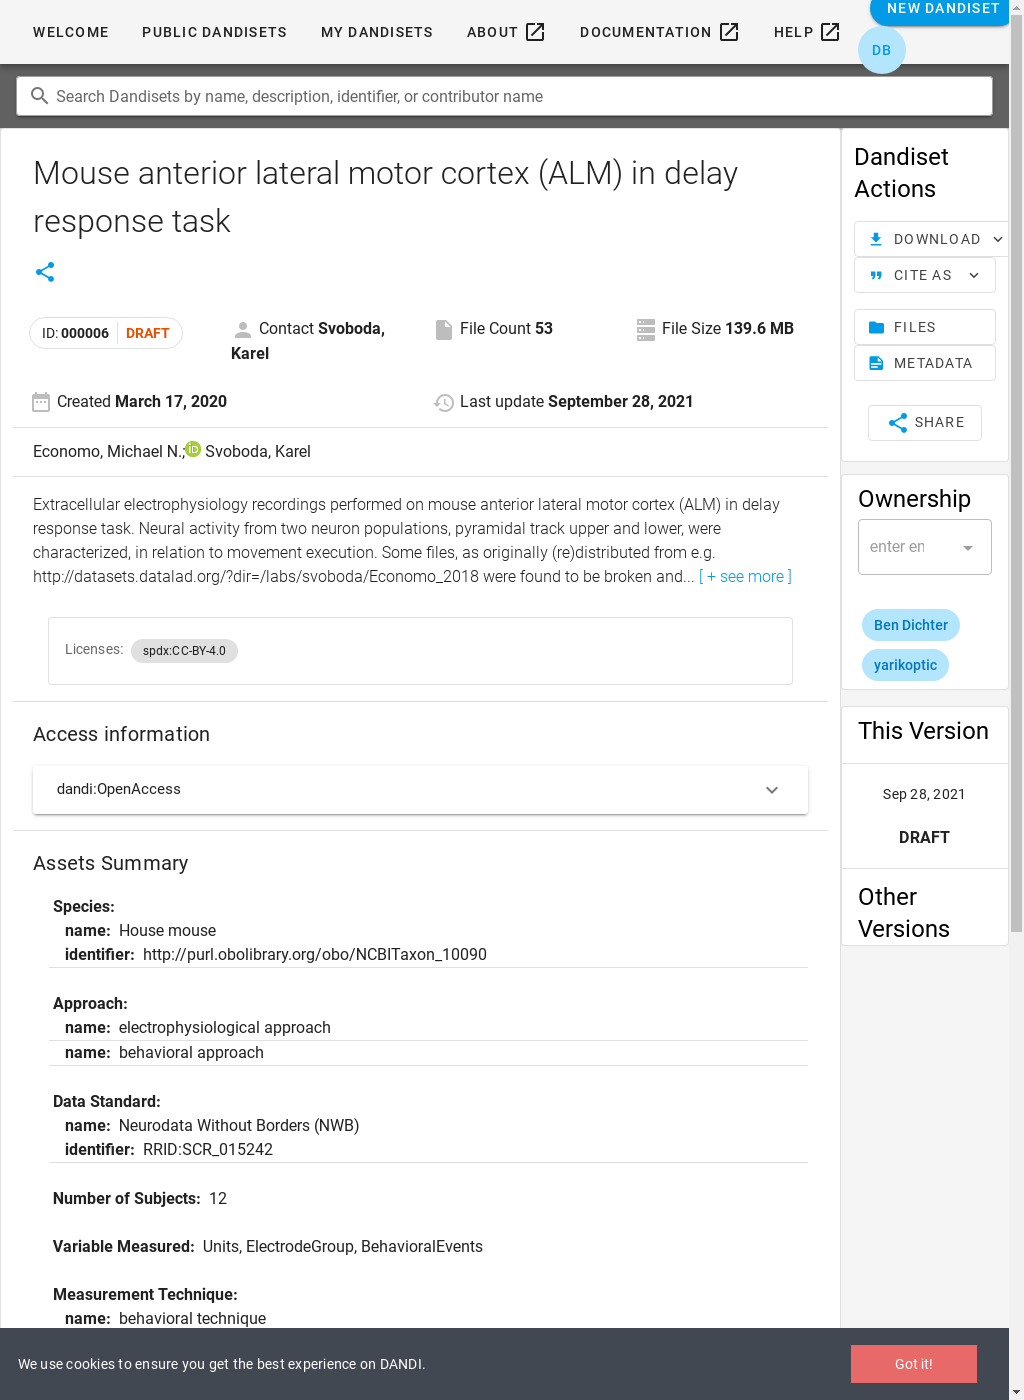 WELCOME PUBLIC DANDISETS MY DANDISETS ABOUT DOCUMENTATION HELP NEW DANDISET
DB
Search Dandisets by name, description, identifier, or contributor name
Mouse anterior lateral motor cortex (ALM) in delay
response task
ID: 000006 DRAFT
Contact Svoboda,
Karel
File Count 53
File Size 139.6 MB
Created March 17, 2020
Last update September 28, 2021
Economo, Michael N.; iD Svoboda, Karel
Extracellular electrophysiology recordings performed on mouse anterior lateral motor cortex (ALM) in delay
response task. Neural activity from two neuron populations, pyramidal track upper and lower, were
characterized, in relation to movement execution. Some files, as originally (re)distributed from e.g.
http://datasets.datalad.org/?dir=/labs/svoboda/Economo_2018 were found to be broken and... [ + see more ]
Licenses: spdx:CC-BY-4.0
Access information
dandi:OpenAccess
Assets Summary
Species:
name: House mouse
identifier: http://purl.obolibrary.org/obo/NCBITaxon_10090
Approach:
name: electrophysiological approach
name: behavioral approach
Data Standard:
name: Neurodata Without Borders (NWB)
identifier: RRID:SCR_015242
Number of Subjects: 12
Variable Measured: Units, ElectrodeGroup, BehavioralEvents
Measurement Technique:
name: behavioral technique
Dandiset
Actions
DOWNLOAD
CITE AS
FILES
METADATA
SHARE
Ownership
enter en
Ben Dichter
yarikoptic
This Version
Sep 28, 2021
DRAFT
Other
Versions
We use cookies to ensure you get the best experience on DANDI.
Got it!